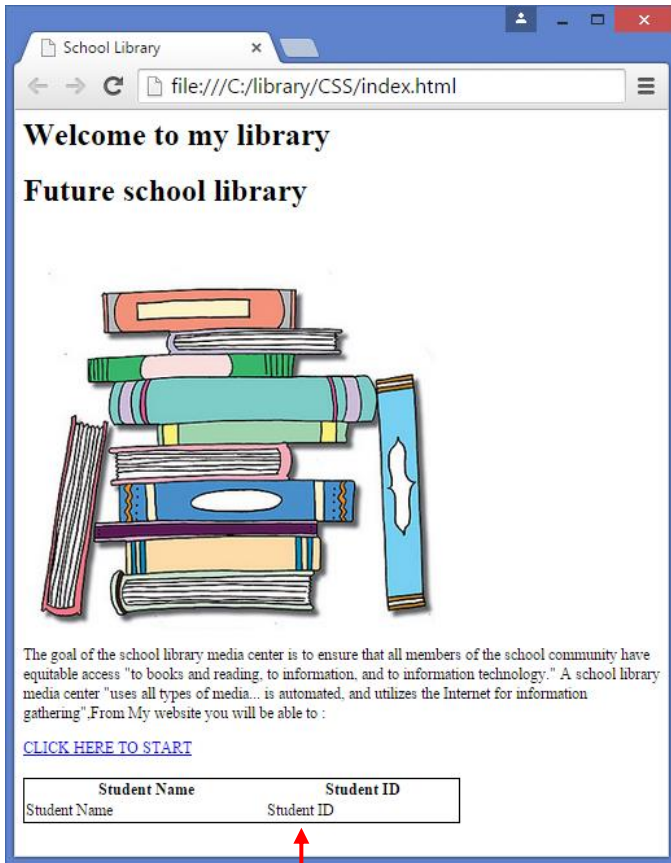 School Library
file:///C:/library/CSS/index.html
Welcome to my library
Future school library
The goal of the school library media center is to ensure that all members of the school community have
equitable access "to books and reading, to information, and to information technology." A school library
media center "uses all types of media... is automated, and utilizes the Internet for information
gathering",From My website you will be able to :
CLICK HERE TO START
Student Name Student ID
Student Name Student ID